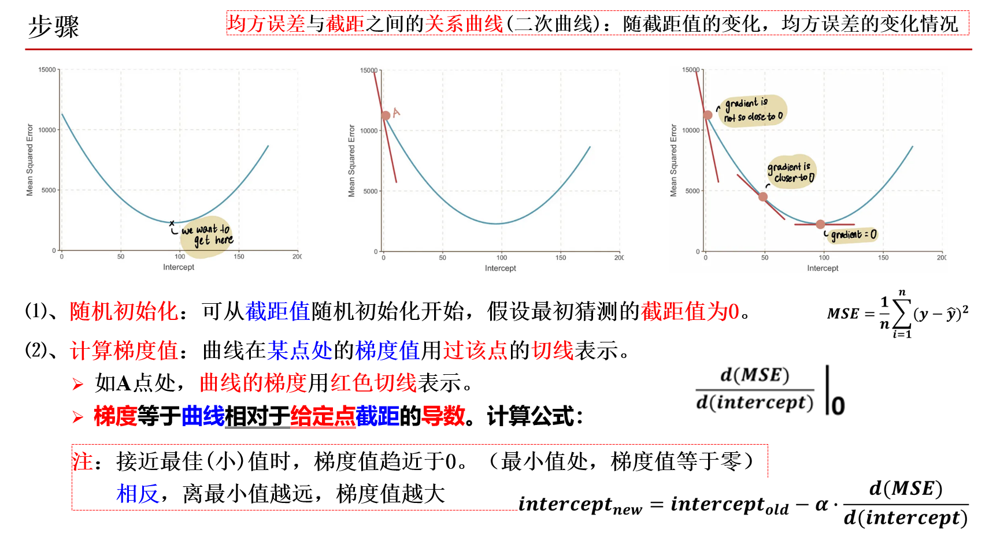 步骤
均方误差与截距之间的关系曲线(二次曲线)：随截距值的变化，均方误差的变化情况
15000
10000
5000
0
Mean Squared Error
0 50 100 150 200
Intercept
we want to
get here
15000
10000
5000
0
Mean Squared Error
0 50 100 150 200
Intercept
A
15000
10000
5000
0
Mean Squared Error
0 50 100 150 200
Intercept
gradient is
not so close to 0
gradient is
closer to 0
gradient = 0
⑴、随机初始化：可从截距值随机初始化开始，假设最初猜测的截距值为0。
MSE = \frac{1}{n}\sum_{i=1}^{n}(y − ŷ)²
⑵、计算梯度值：曲线在某点处的梯度值用过该点的切线表示。
➢ 如A点处，曲线的梯度用红色切线表示。
d(MSE)
d(intercept) |0
➢ 梯度等于曲线相对于给定点截距的导数。计算公式：
注：接近最佳(小)值时，梯度值趋近于0。（最小值处，梯度值等于零）
相反，离最小值越远，梯度值越大
intercept_new = intercept_old − α · \frac{d(MSE)}{d(intercept)}